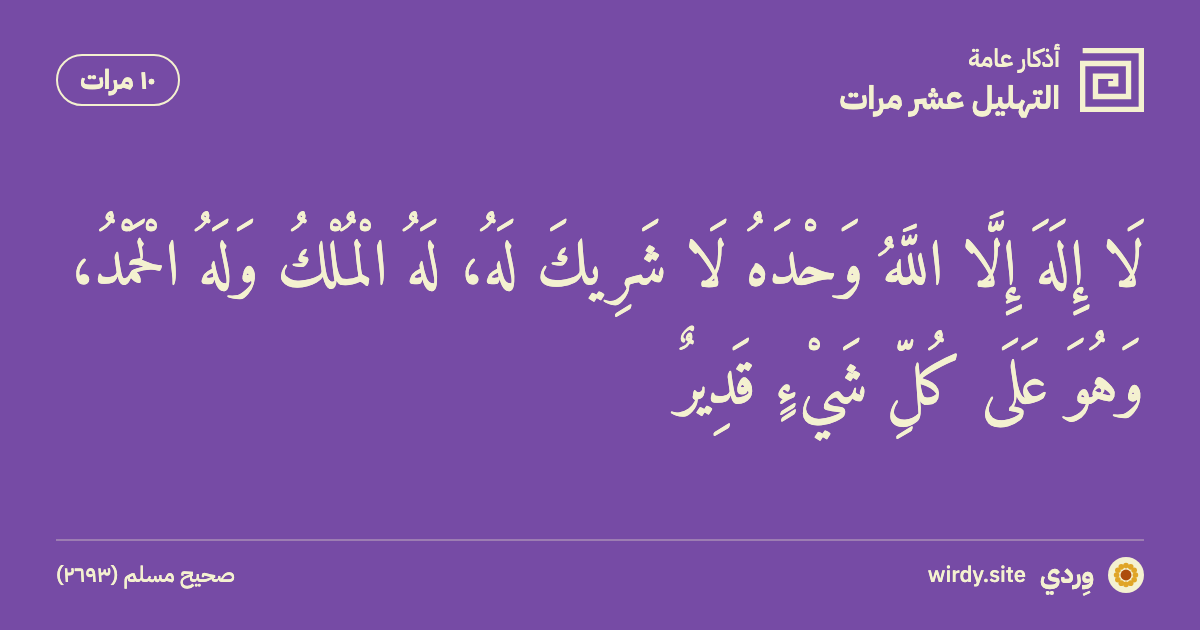 أذكار عامة
التهليل عشر مرات
١٠ مرات
لَا إِلَهَ إِلَّا اللَّهُ وَحْدَهُ لَا شَرِيكَ لَهُ، لَهُ الْمُلْكُ وَلَهُ الْحَمْدُ،
وَهُوَ عَلَى كُلِّ شَيْءٍ قَدِيرٌ
وِردي wirdy.site
صحيح مسلم (٢٦٩٣)